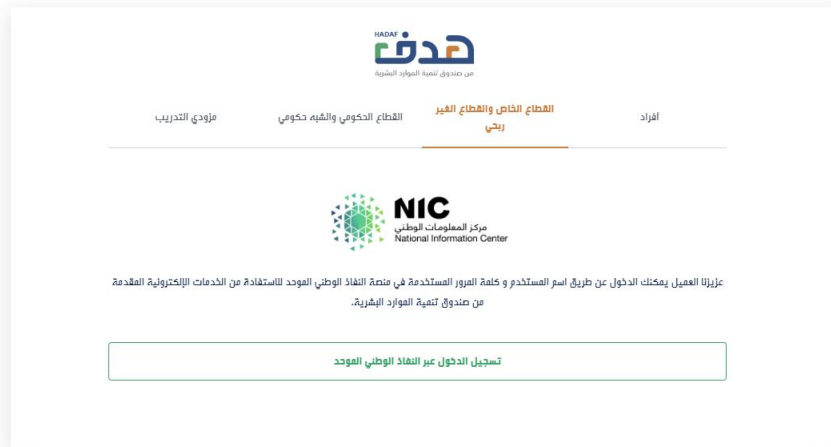 HADAF
هدف
من صندوق تنمية الموارد البشرية
افراد
القطاع الخاص والقطاع الغير
ربحي
القطاع الحكومي والشبه حكومي
مزودي التدريب
NIC
مركز المعلومات الوطني
National Information Center
عزيزنا العميل يمكنك الدخول عن طريق اسم المستخدم و كلمة المرور المستخدمة في منصة النفاذ الوطني الموحد للاستفادة من الخدمات الإلكترونية المقدمة
من صندوق تنمية الموارد البشرية.
تسجيل الدخول عبر النفاذ الوطني الموحد